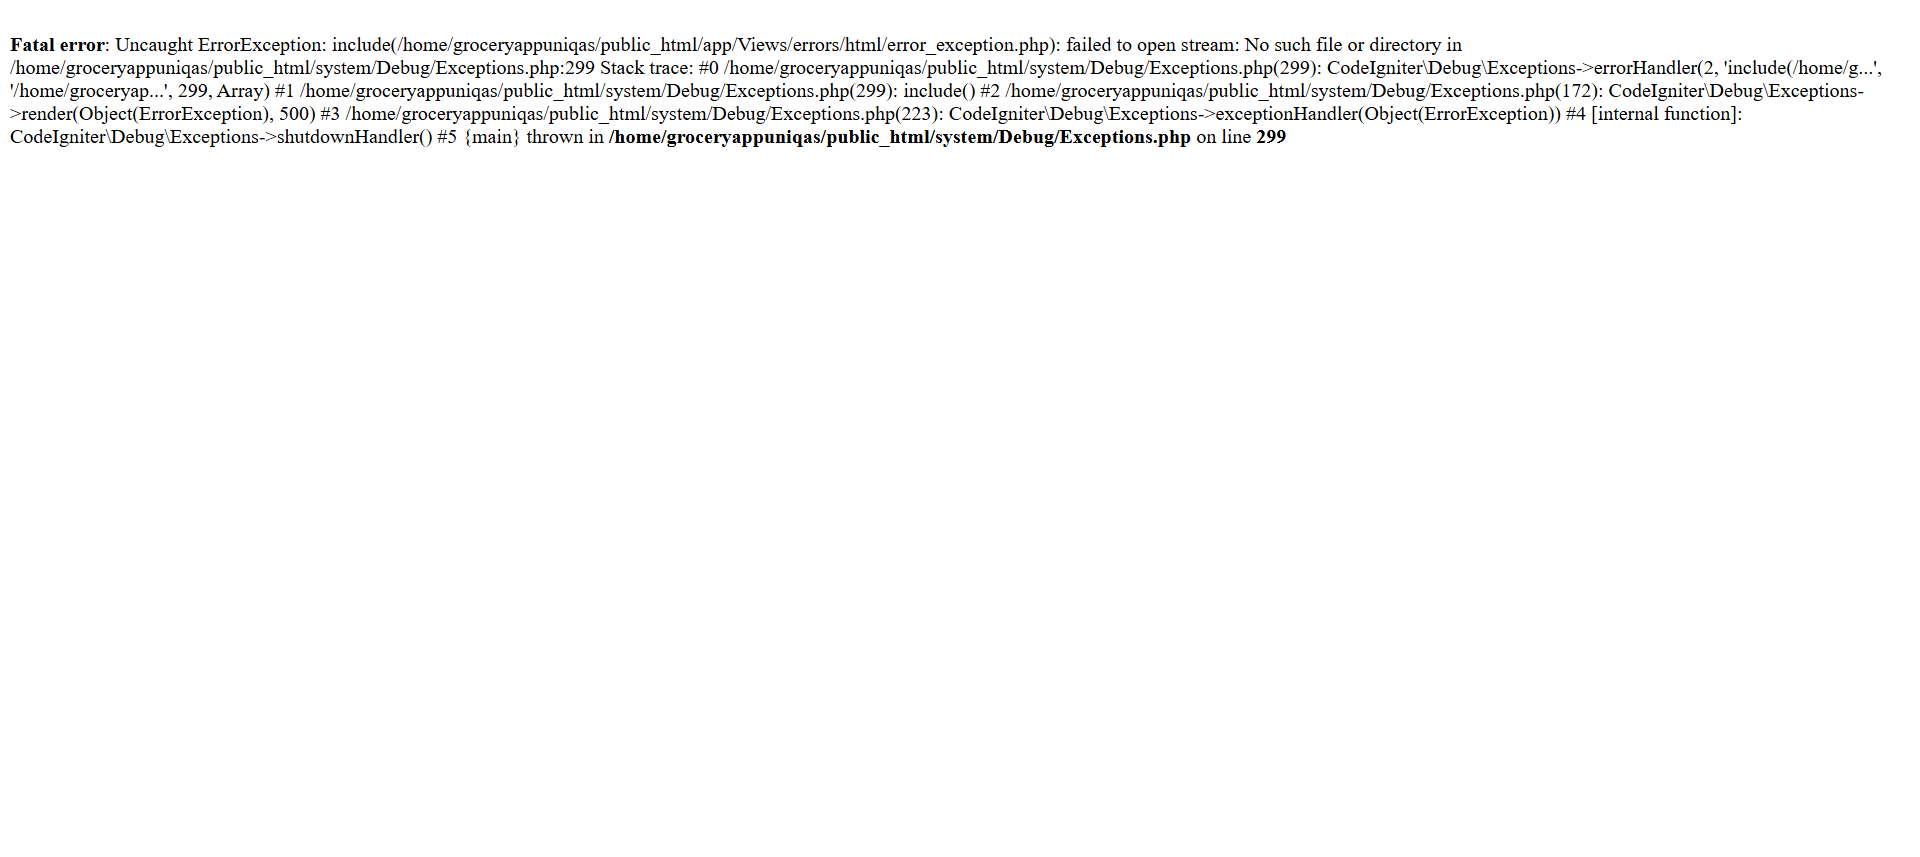 Fatal error: Uncaught ErrorException: include(/home/groceryappuniqas/public_html/app/Views/errors/html/error_exception.php): failed to open stream: No such file or directory in
/home/groceryappuniqas/public_html/system/Debug/Exceptions.php:299 Stack trace: #0 /home/groceryappuniqas/public_html/system/Debug/Exceptions.php(299): CodeIgniter\Debug\Exceptions->errorHandler(2, 'include(/home/g...',
'/home/groceryap...', 299, Array) #1 /home/groceryappuniqas/public_html/system/Debug/Exceptions.php(299): include() #2 /home/groceryappuniqas/public_html/system/Debug/Exceptions.php(172): CodeIgniter\Debug\Exceptions-
>render(Object(ErrorException), 500) #3 /home/groceryappuniqas/public_html/system/Debug/Exceptions.php(223): CodeIgniter\Debug\Exceptions->exceptionHandler(Object(ErrorException)) #4 [internal function]:
CodeIgniter\Debug\Exceptions->shutdownHandler() #5 {main} thrown in /home/groceryappuniqas/public_html/system/Debug/Exceptions.php on line 299